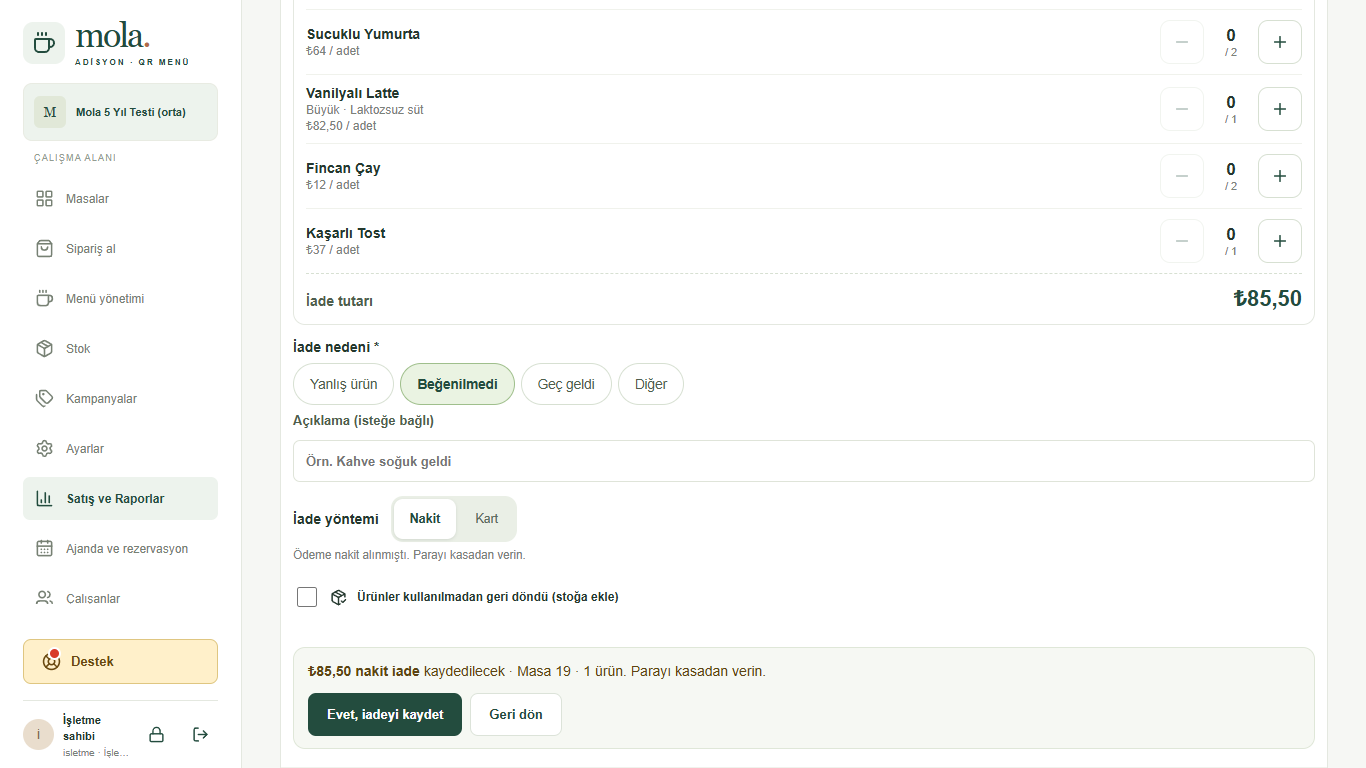 mola.
ADİSYON · QR MENÜ
M
Mola 5 Yıl Testi (orta)
ÇALIŞMA ALANI
Masalar
Sipariş al
Menü yönetimi
Stok
Kampanyalar
Ayarlar
Satış ve Raporlar
Ajanda ve rezervasyon
Çalışanlar
Destek
İ
İşletme
sahibi
isletme · İşle...
Sucuklu Yumurta
₺64 / adet
0
/ 2
Vanilyalı Latte
Büyük · Laktozsuz süt
₺82,50 / adet
0
/ 1
Fincan Çay
₺12 / adet
0
/ 2
Kaşarlı Tost
₺37 / adet
0
/ 1
İade tutarı
₺85,50
İade nedeni *
Yanlış ürün
Beğenilmedi
Geç geldi
Diğer
Açıklama (isteğe bağlı)
Örn. Kahve soğuk geldi
İade yöntemi
Nakit
Kart
Ödeme nakit alınmıştı. Parayı kasadan verin.
Ürünler kullanılmadan geri döndü (stoğa ekle)
₺85,50 nakit iade kaydedilecek · Masa 19 · 1 ürün. Parayı kasadan verin.
Evet, iadeyi kaydet
Geri dön